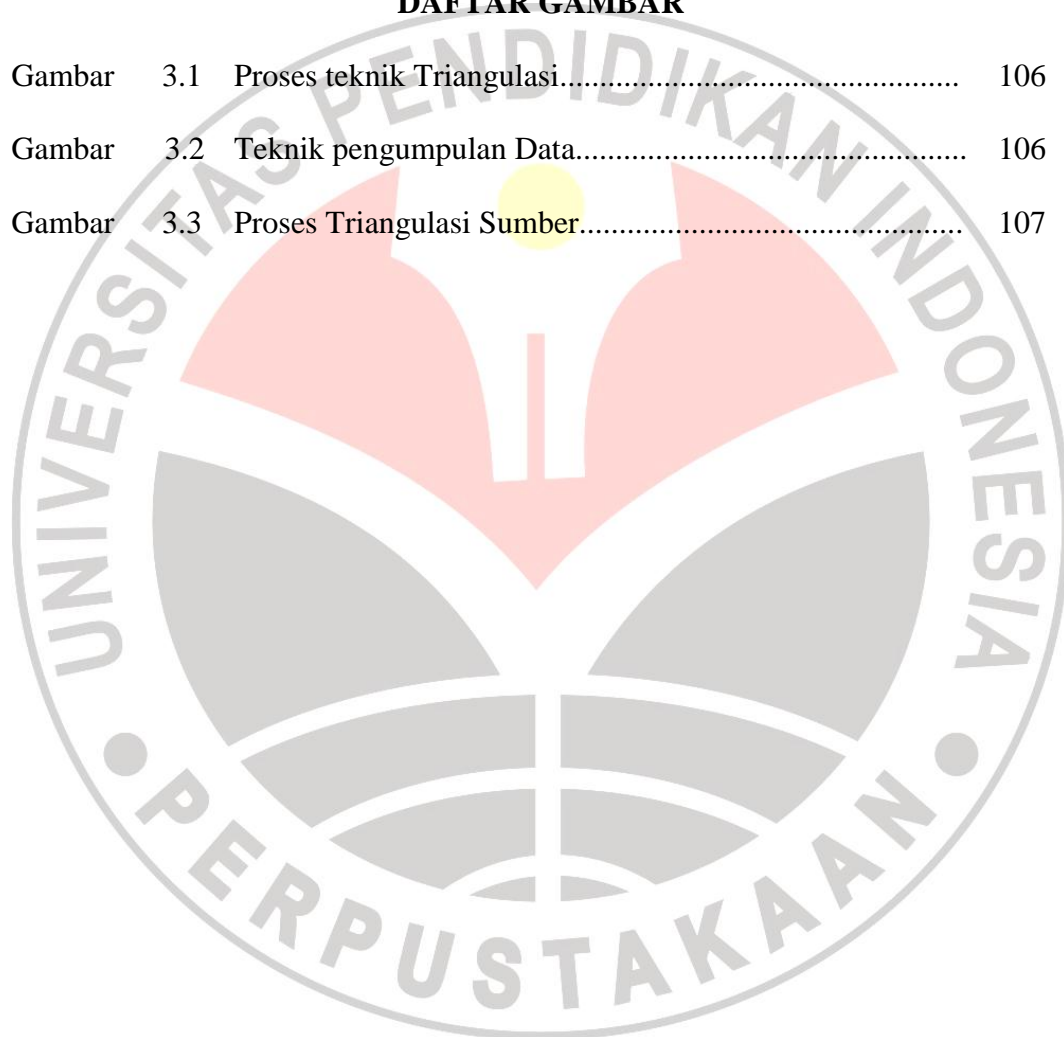 DAFTAR GAMBAR
Gambar 3.1 Proses teknik Triangulasi.................................................. 106
Gambar 3.2 Teknik pengumpulan Data................................................. 106
Gambar 3.3 Proses Triangulasi Sumber................................................ 107
UNIVERSITAS PENDIDIKAN INDONESIA
PERPUSTAKAAN